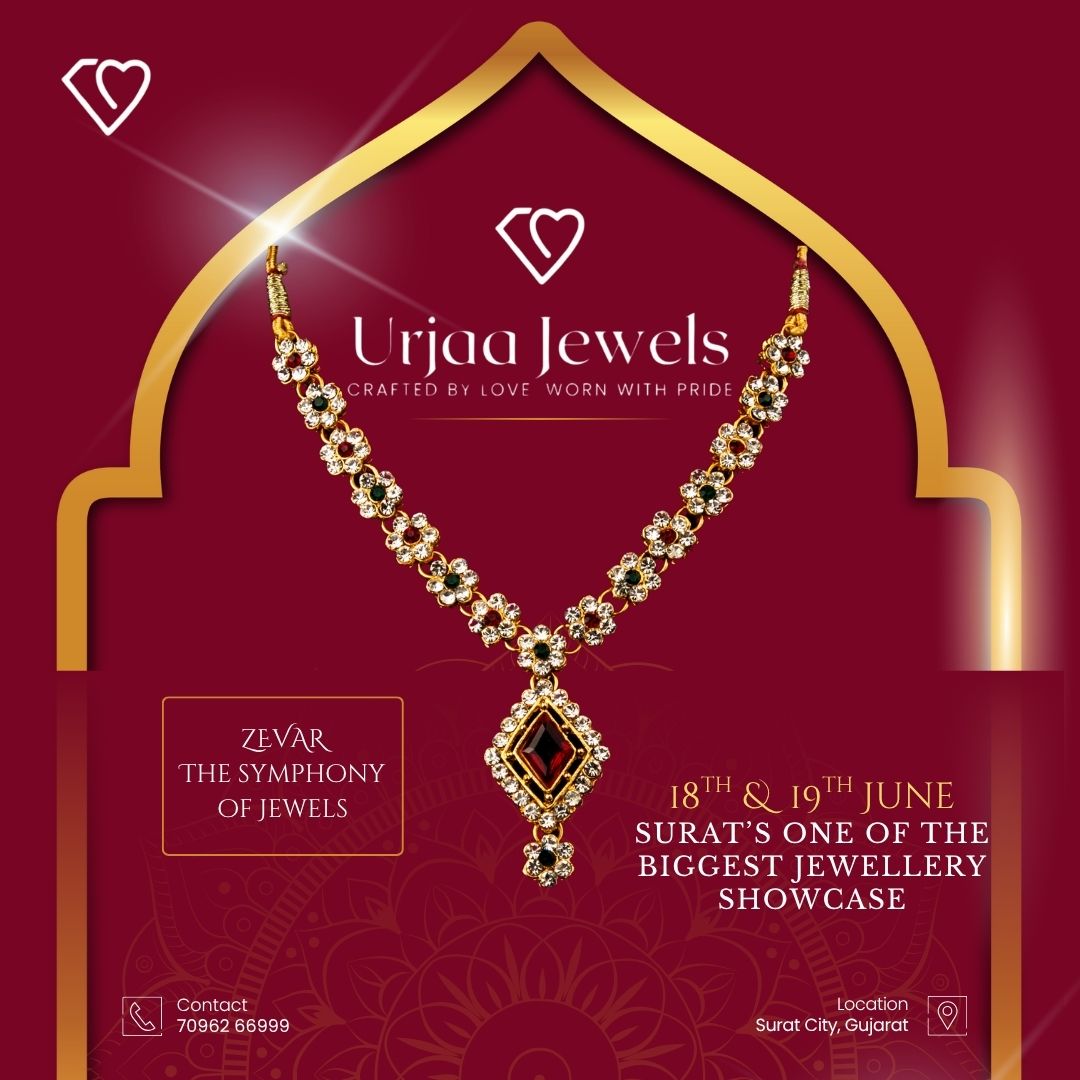 Urjaa Jewels
CRAFTED BY LOVE WORN WITH PRIDE
ZEVAR
THE SYMPHONY
OF JEWELS
18TH & 19TH JUNE
SURAT’S ONE OF THE
BIGGEST JEWELLERY
SHOWCASE
Contact
70962 66999
Location
Surat City, Gujarat